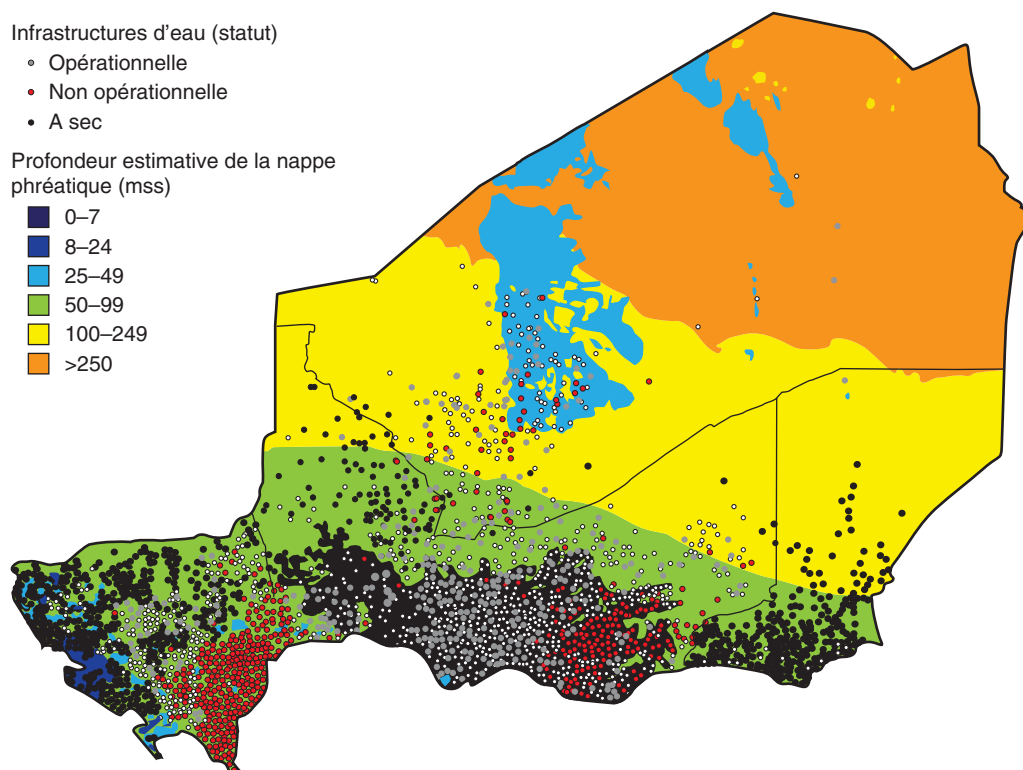 Infrastructures d'eau (statut)
Opérationnelle
Non opérationnelle
A sec
Profondeur estimative de la nappe
phréatique (mss)
0–7
8–24
25–49
50–99
100–249
>250